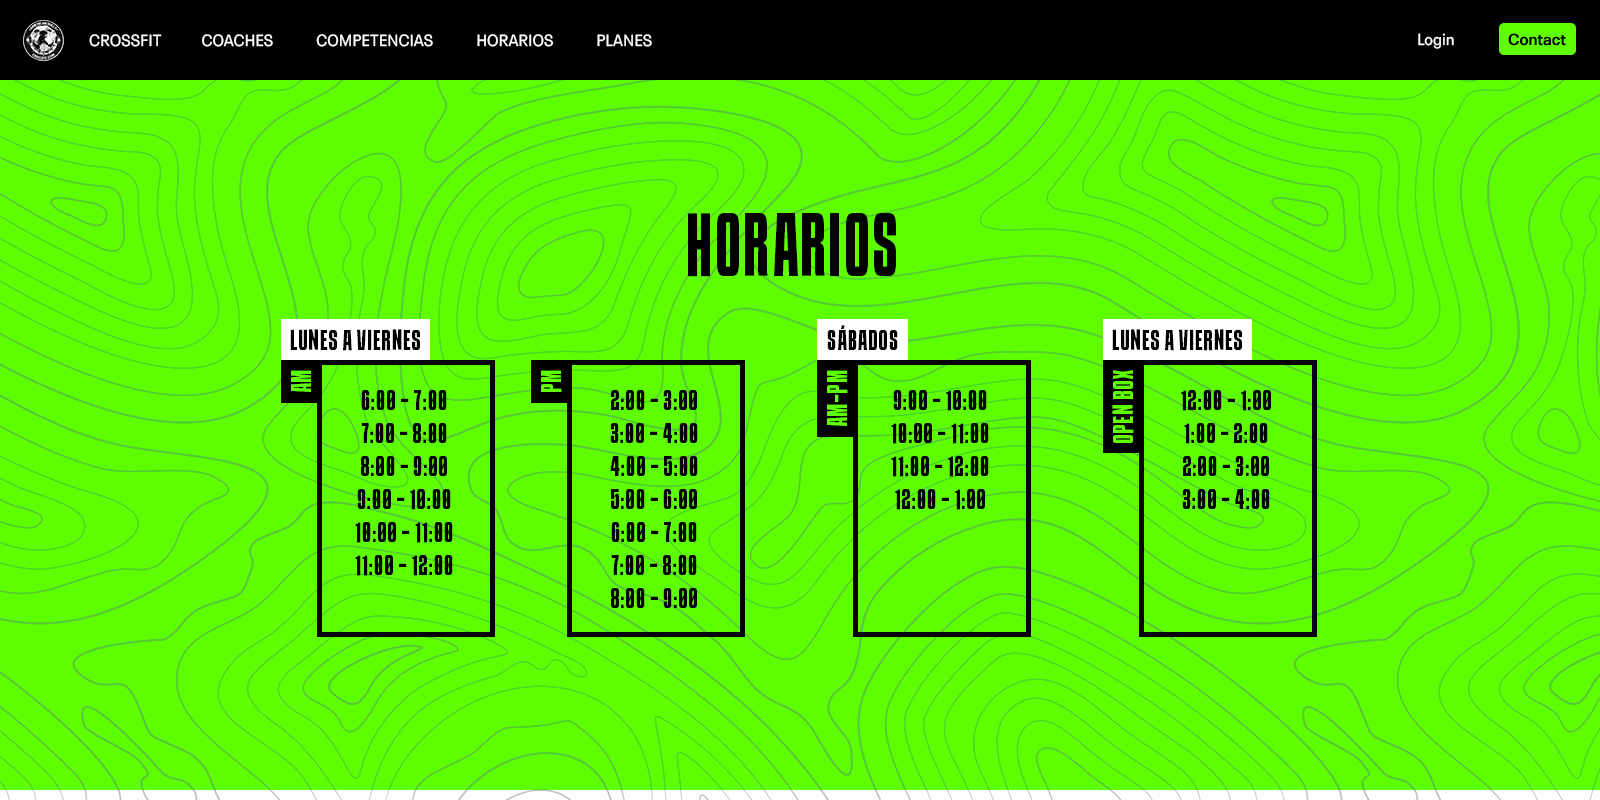 CROSSFIT
COACHES
COMPETENCIAS
HORARIOS
PLANES
Login
Contact
HORARIOS
LUNES A VIERNES
AM
6:00 - 7:00
7:00 - 8:00
8:00 - 9:00
9:00 - 10:00
10:00 - 11:00
11:00 - 12:00
PM
2:00 - 3:00
3:00 - 4:00
4:00 - 5:00
5:00 - 6:00
6:00 - 7:00
7:00 - 8:00
8:00 - 9:00
SÁBADOS
AM-PM
9:00 - 10:00
10:00 - 11:00
11:00 - 12:00
12:00 - 1:00
LUNES A VIERNES
OPEN BOX
12:00 - 1:00
1:00 - 2:00
2:00 - 3:00
3:00 - 4:00